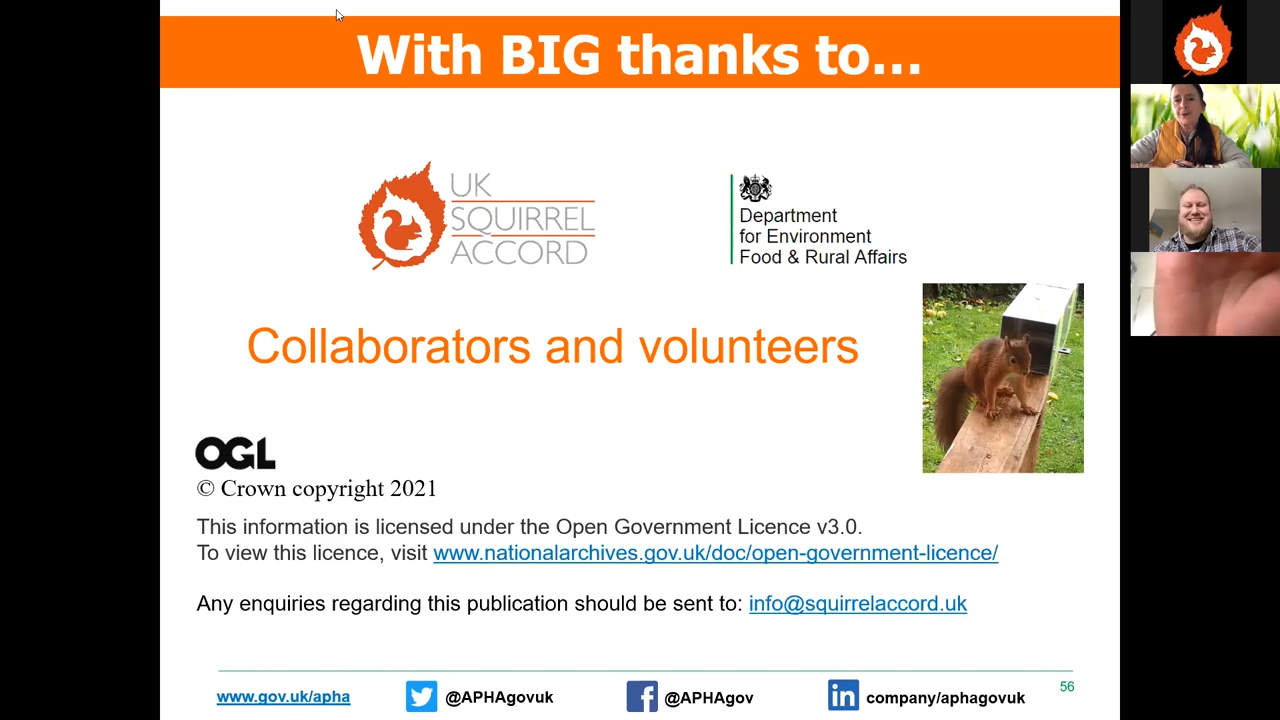 With BIG thanks to...
UK
SQUIRREL
ACCORD
Department
for Environment
Food & Rural Affairs
Collaborators and volunteers
OGL
© Crown copyright 2021
This information is licensed under the Open Government Licence v3.0.
To view this licence, visit www.nationalarchives.gov.uk/doc/open-government-licence/
Any enquiries regarding this publication should be sent to: info@squirrelaccord.uk
www.gov.uk/apha
@APHAgovuk
@APHAgov
in company/aphagovuk
56